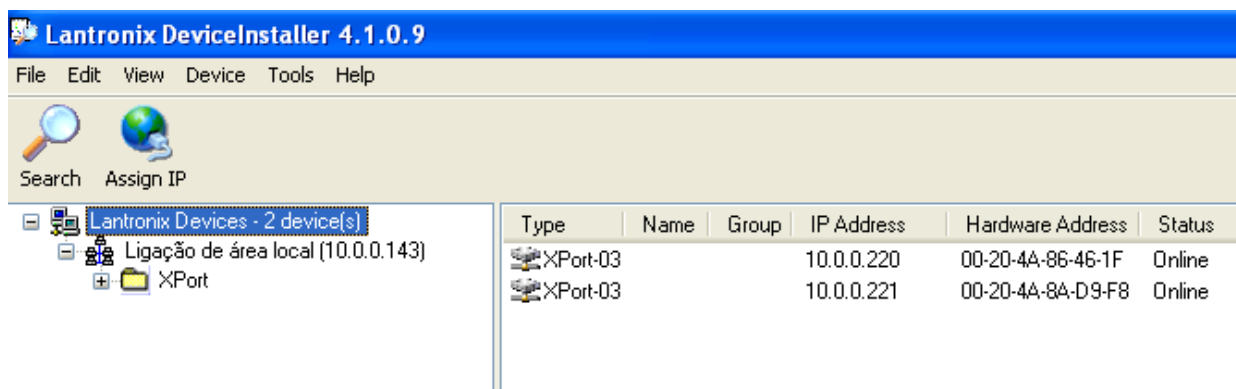 Lantronix DeviceInstaller 4.1.0.9
File Edit View Device Tools Help
Search Assign IP
Lantronix Devices - 2 device(s)
Ligação de área local (10.0.0.143)
XPort
Type Name Group IP Address Hardware Address Status
XPort-03 10.0.0.220 00-20-4A-86-46-1F Online
XPort-03 10.0.0.221 00-20-4A-8A-D9-F8 Online